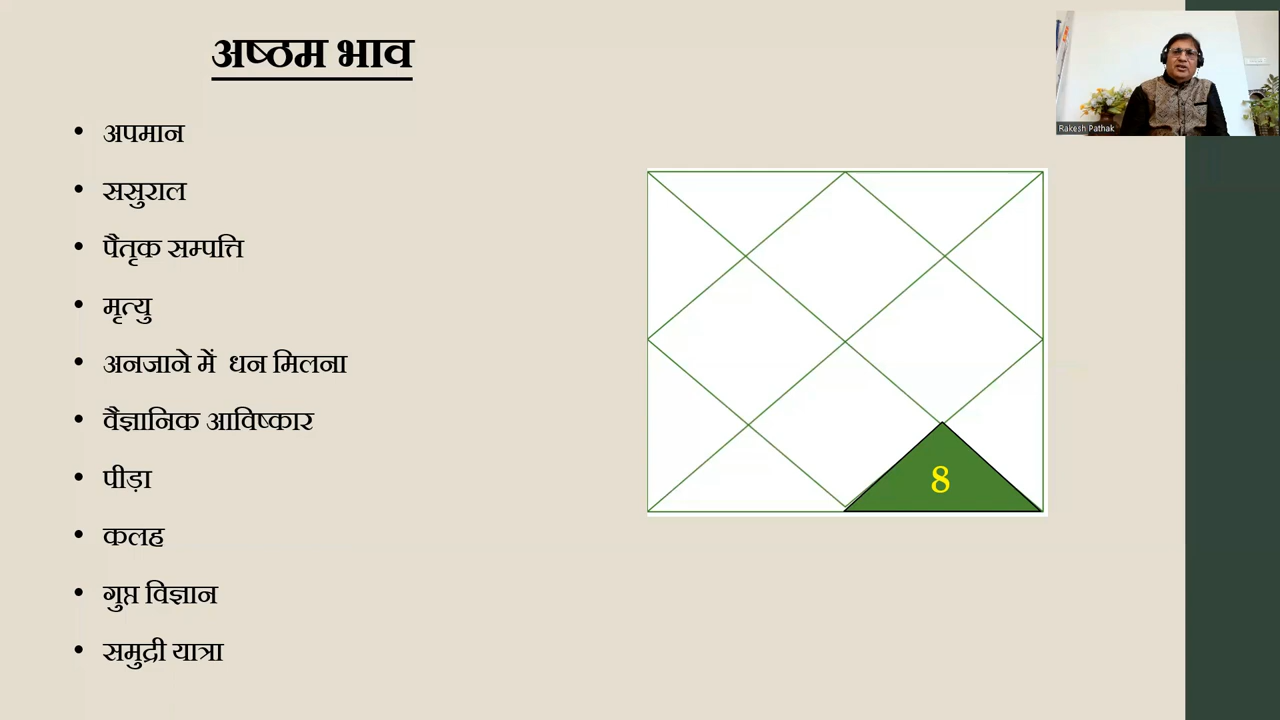 अष्ठम भाव
अपमान
ससुराल
पैतृक सम्पत्ति
मृत्यु
अनजाने में धन मिलना
वैज्ञानिक आविष्कार
पीड़ा
कलह
गुप्त विज्ञान
समुद्री यात्रा
8
Rakesh Pathak